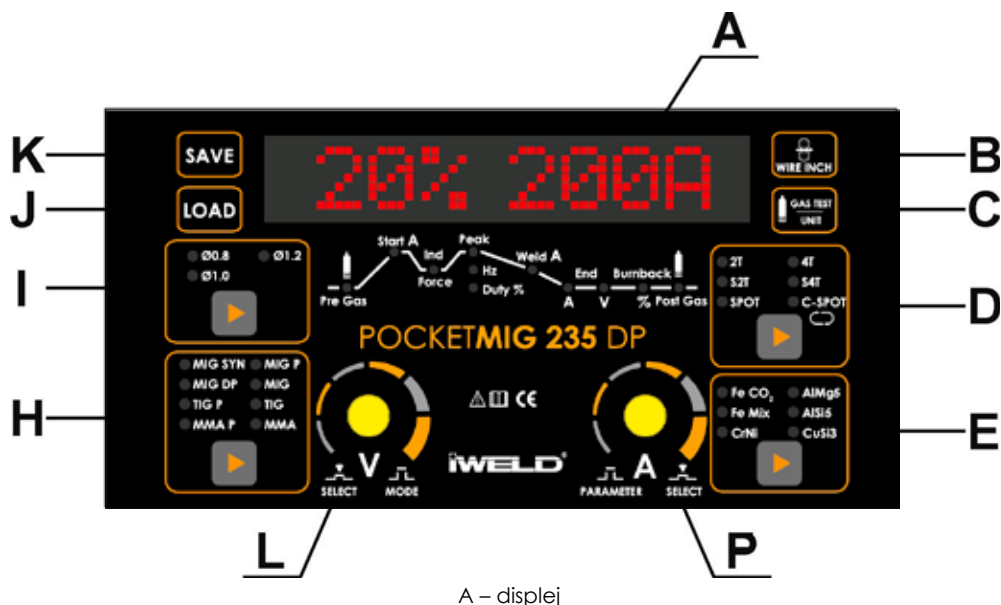 A
K
SAVE
20% 200A
WIRE INCH
B
J
LOAD
GAS TEST
UNIT
C
I
Ø0.8 Ø1.2
Ø1.0
Start A Ind Peak Weld A End Burnback
Force Hz
Duty %
Pre Gas A V % Post Gas
2T 4T
S2T S4T
SPOT C-SPOT
D
POCKETMIG 235 DP
H
MIG SYN MIG P
MIG DP MIG
TIG P TIG
MMA P MMA
CE
Fe CO₂ AlMg5
Fe Mix AlSi5
CrNi CuSi3
E
V iWELD® A
SELECT MODE PARAMETER SELECT
L P
A – displej